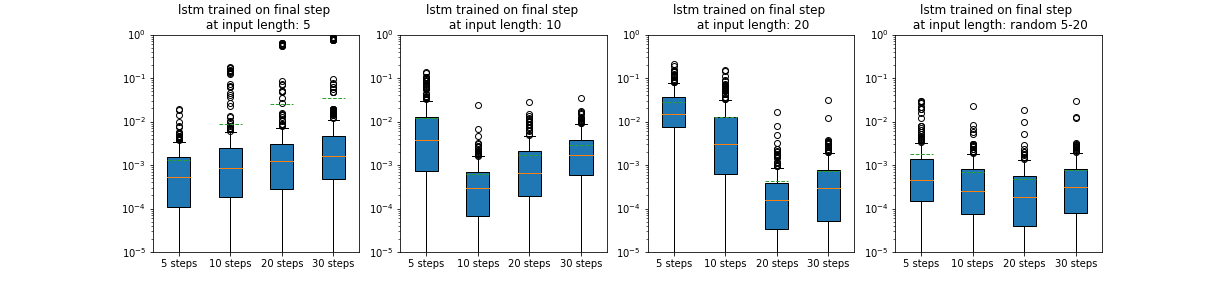 lstm trained on final step
at input length: 5
10⁰
10⁻¹
10⁻²
10⁻³
10⁻⁴
10⁻⁵
5 steps 10 steps 20 steps 30 steps
lstm trained on final step
at input length: 10
10⁰
10⁻¹
10⁻²
10⁻³
10⁻⁴
10⁻⁵
5 steps 10 steps 20 steps 30 steps
lstm trained on final step
at input length: 20
10⁰
10⁻¹
10⁻²
10⁻³
10⁻⁴
10⁻⁵
5 steps 10 steps 20 steps 30 steps
lstm trained on final step
at input length: random 5-20
10⁰
10⁻¹
10⁻²
10⁻³
10⁻⁴
10⁻⁵
5 steps 10 steps 20 steps 30 steps